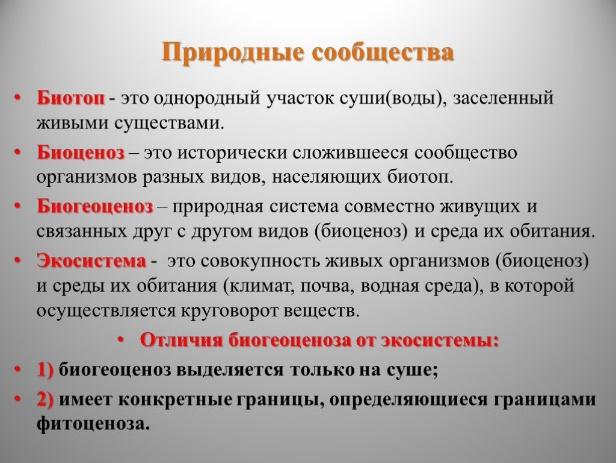 Природные сообщества
• Биотоп - это однородный участок суши(воды), заселенный
живыми существами.
• Биоценоз – это исторически сложившееся сообщество
организмов разных видов, населяющих биотоп.
• Биогеоценоз – природная система совместно живущих и
связанных друг с другом видов (биоценоз) и среда их обитания.
• Экосистема - это совокупность живых организмов (биоценоз)
и среды их обитания (климат, почва, водная среда), в которой
осуществляется круговорот веществ.
• Отличия биогеоценоза от экосистемы:
• 1) биогеоценоз выделяется только на суше;
• 2) имеет конкретные границы, определяющиеся границами
фитоценоза.